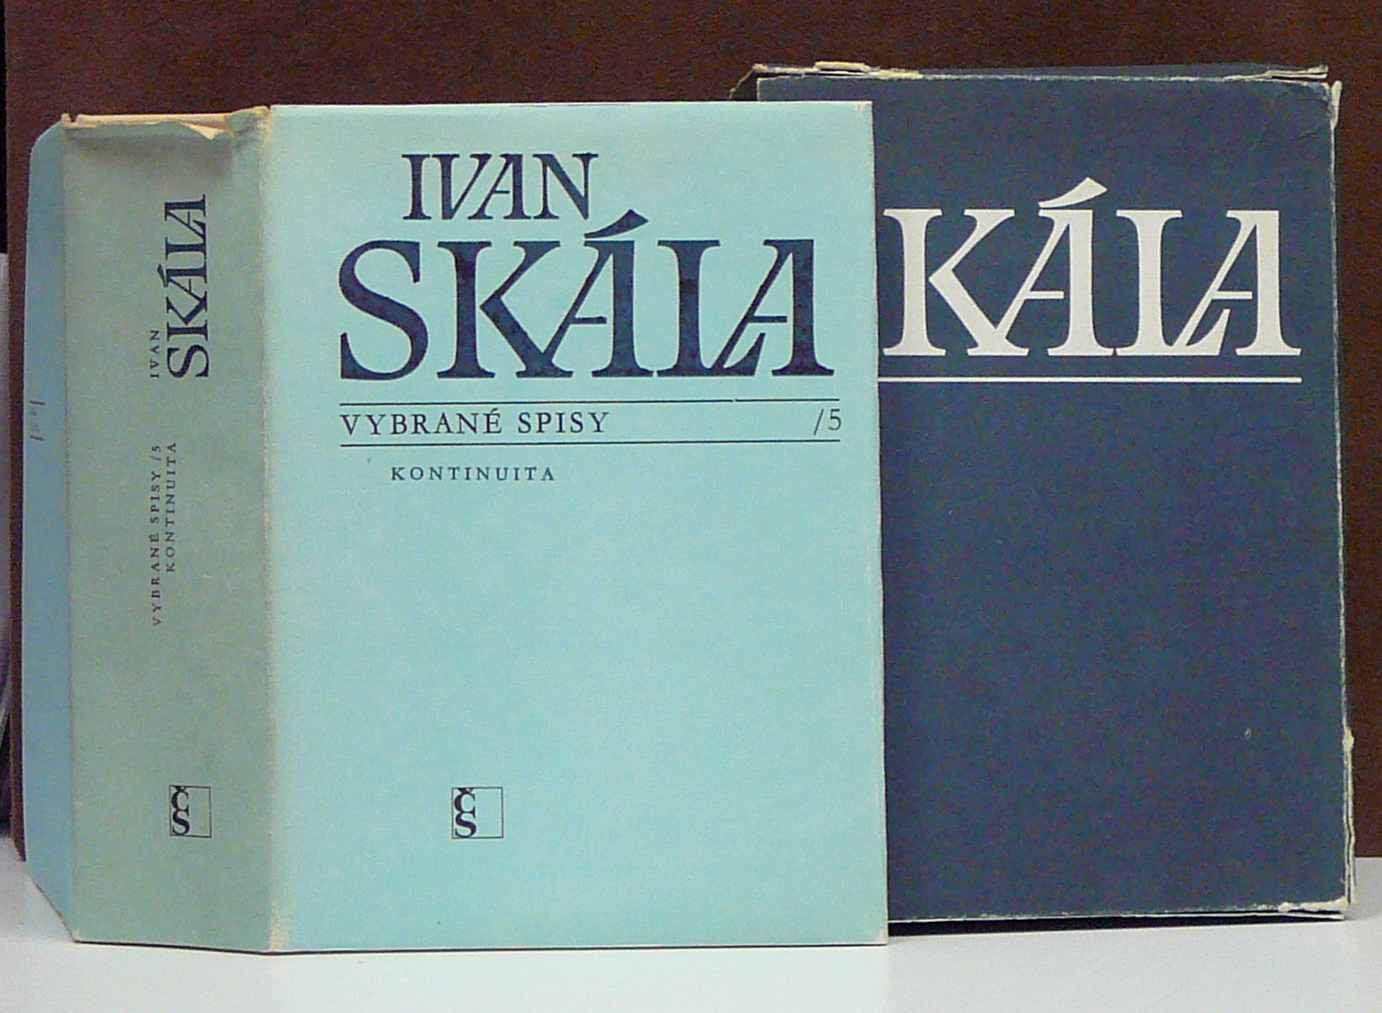 IVAN
SKÁLA
VYBRANÉ SPISY /5
KONTINUITA
ČS
IVAN
SKÁLA
VYBRANÉ SPISY /5
KONTINUITA
ČS
KÁLA